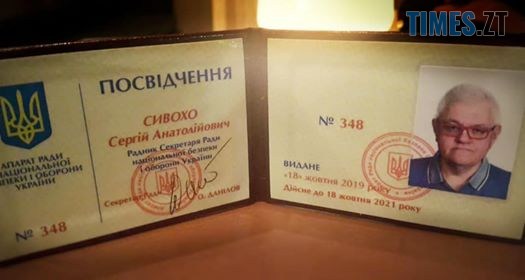 TIMES.ZT
АПАРАТ РАДИ
НАЦІОНАЛЬНОЇ
БЕЗПЕКИ І ОБОРОНИ
УКРАЇНИ
№ 348
ПОСВІДЧЕННЯ
СИВОХО
Сергій Анатолійович
Радник Секретаря Ради
національної безпеки
і оборони України
Секретар
О. ДАНІЛОВ
№ 348
ВИДАНЕ
«18» жовтня 2019 року
Дійсне до 18 жовтня 2021 року